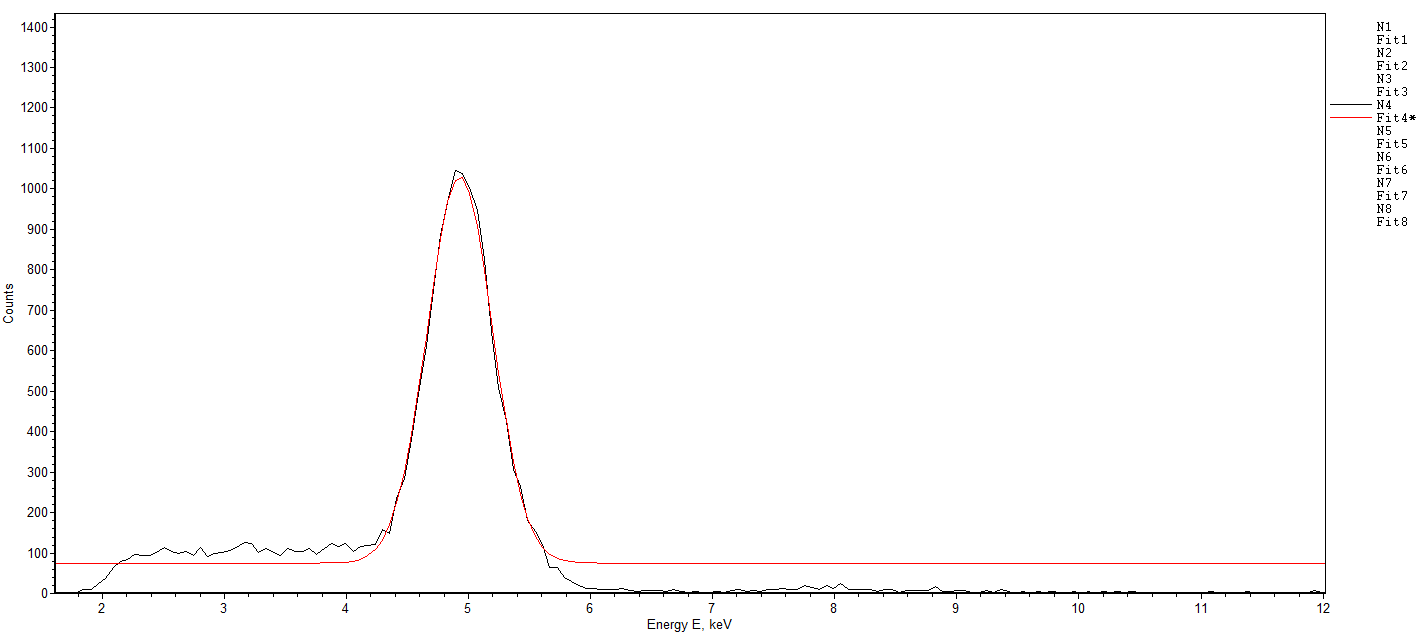 1400
1300
1200
1100
1000
900
800
700
600
500
400
300
200
100
0
Counts
2 3 4 5 6 7 8 9 10 11 12
Energy E, keV
N1
Fit1
N2
Fit2
N3
Fit3
N4
Fit4*
N5
Fit5
N6
Fit6
N7
Fit7
N8
Fit8